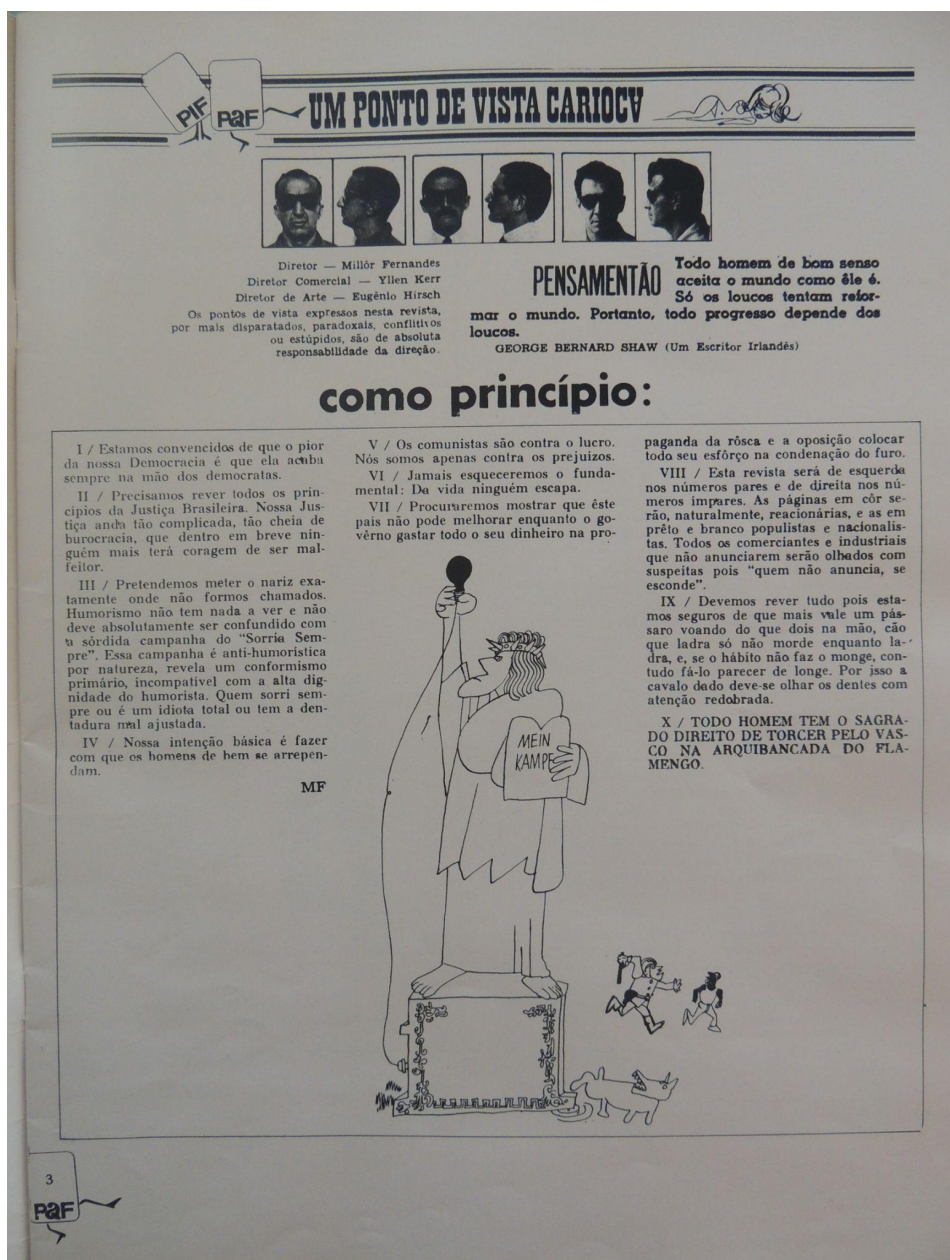 PIF PaF UM PONTO DE VISTA CARIOCA
Diretor — Millôr Fernandes
Diretor Comercial — Yllen Kerr
Diretor de Arte — Eugênio Hirsch
Os pontos de vista expressos nesta revista,
por mais disparatados, paradoxais, conflitivos
ou estúpidos, são de absoluta
responsabilidade da direção.
PENSAMENTÃO
Todo homem de bom senso
aceita o mundo como êle é.
Só os loucos tentam refor-
mar o mundo. Portanto, todo progresso depende dos
loucos.
GEORGE BERNARD SHAW (Um Escritor Irlandês)
como princípio:
I / Estamos convencidos de que o pior
da nossa Democracia é que ela acaba
sempre na mão dos democratas.
II / Precisamos rever todos os prin-
cipios da Justiça Brasileira. Nossa Jus-
tiça anda tão complicada, tão cheia de
burocracia, que dentro em breve nin-
guém mais terá coragem de ser mal-
feitor.
III / Pretendemos meter o nariz exa-
tamente onde não formos chamados.
Humorismo não tem nada a ver e não
deve absolutamente ser confundido com
a sórdida campanha do "Sorria Sem-
pre". Essa campanha é anti-humorística
por natureza, revela um conformismo
primário, incompatível com a alta dig-
nidade do humorista. Quem sorri sem-
pre ou é um idiota total ou tem a den-
tadura mal ajustada.
IV / Nossa intenção básica é fazer
com que os homens de bem se arrepen-
dam.
MF
V / Os comunistas são contra o lucro.
Nós somos apenas contra os prejuizos.
VI / Jamais esqueceremos o funda-
mental: Da vida ninguém escapa.
VII / Procuraremos mostrar que êste
pais não pode melhorar enquanto o go-
vêrno gastar todo o seu dinheiro na pro-
paganda da rôsca e a oposição colocar
todo seu esfôrço na condenação do furo.
VIII / Esta revista será de esquerda
nos números pares e de direita nos nú-
meros impares. As páginas em côr se-
rão, naturalmente, reacionárias, e as em
prêto e branco populistas e nacionalis-
tas. Todos os comerciantes e industriais
que não anunciarem serão olhados com
suspeitas pois "quem não anuncia, se
esconde".
IX / Devemos rever tudo pois esta-
mos seguros de que mais vale um pás-
saro voando do que dois na mão, cão
que ladra só não morde enquanto la-
dra, e, se o hábito não faz o monge, con-
tudo fá-lo parecer de longe. Por isso a
cavalo dado deve-se olhar os dentes com
atenção redobrada.
X / TODO HOMEM TEM O SAGRA-
DO DIREITO DE TORCER PELO VAS-
CO NA ARQUIBANCADA DO FLA-
MENGO.
MEIN
KAMPF
3
PaF